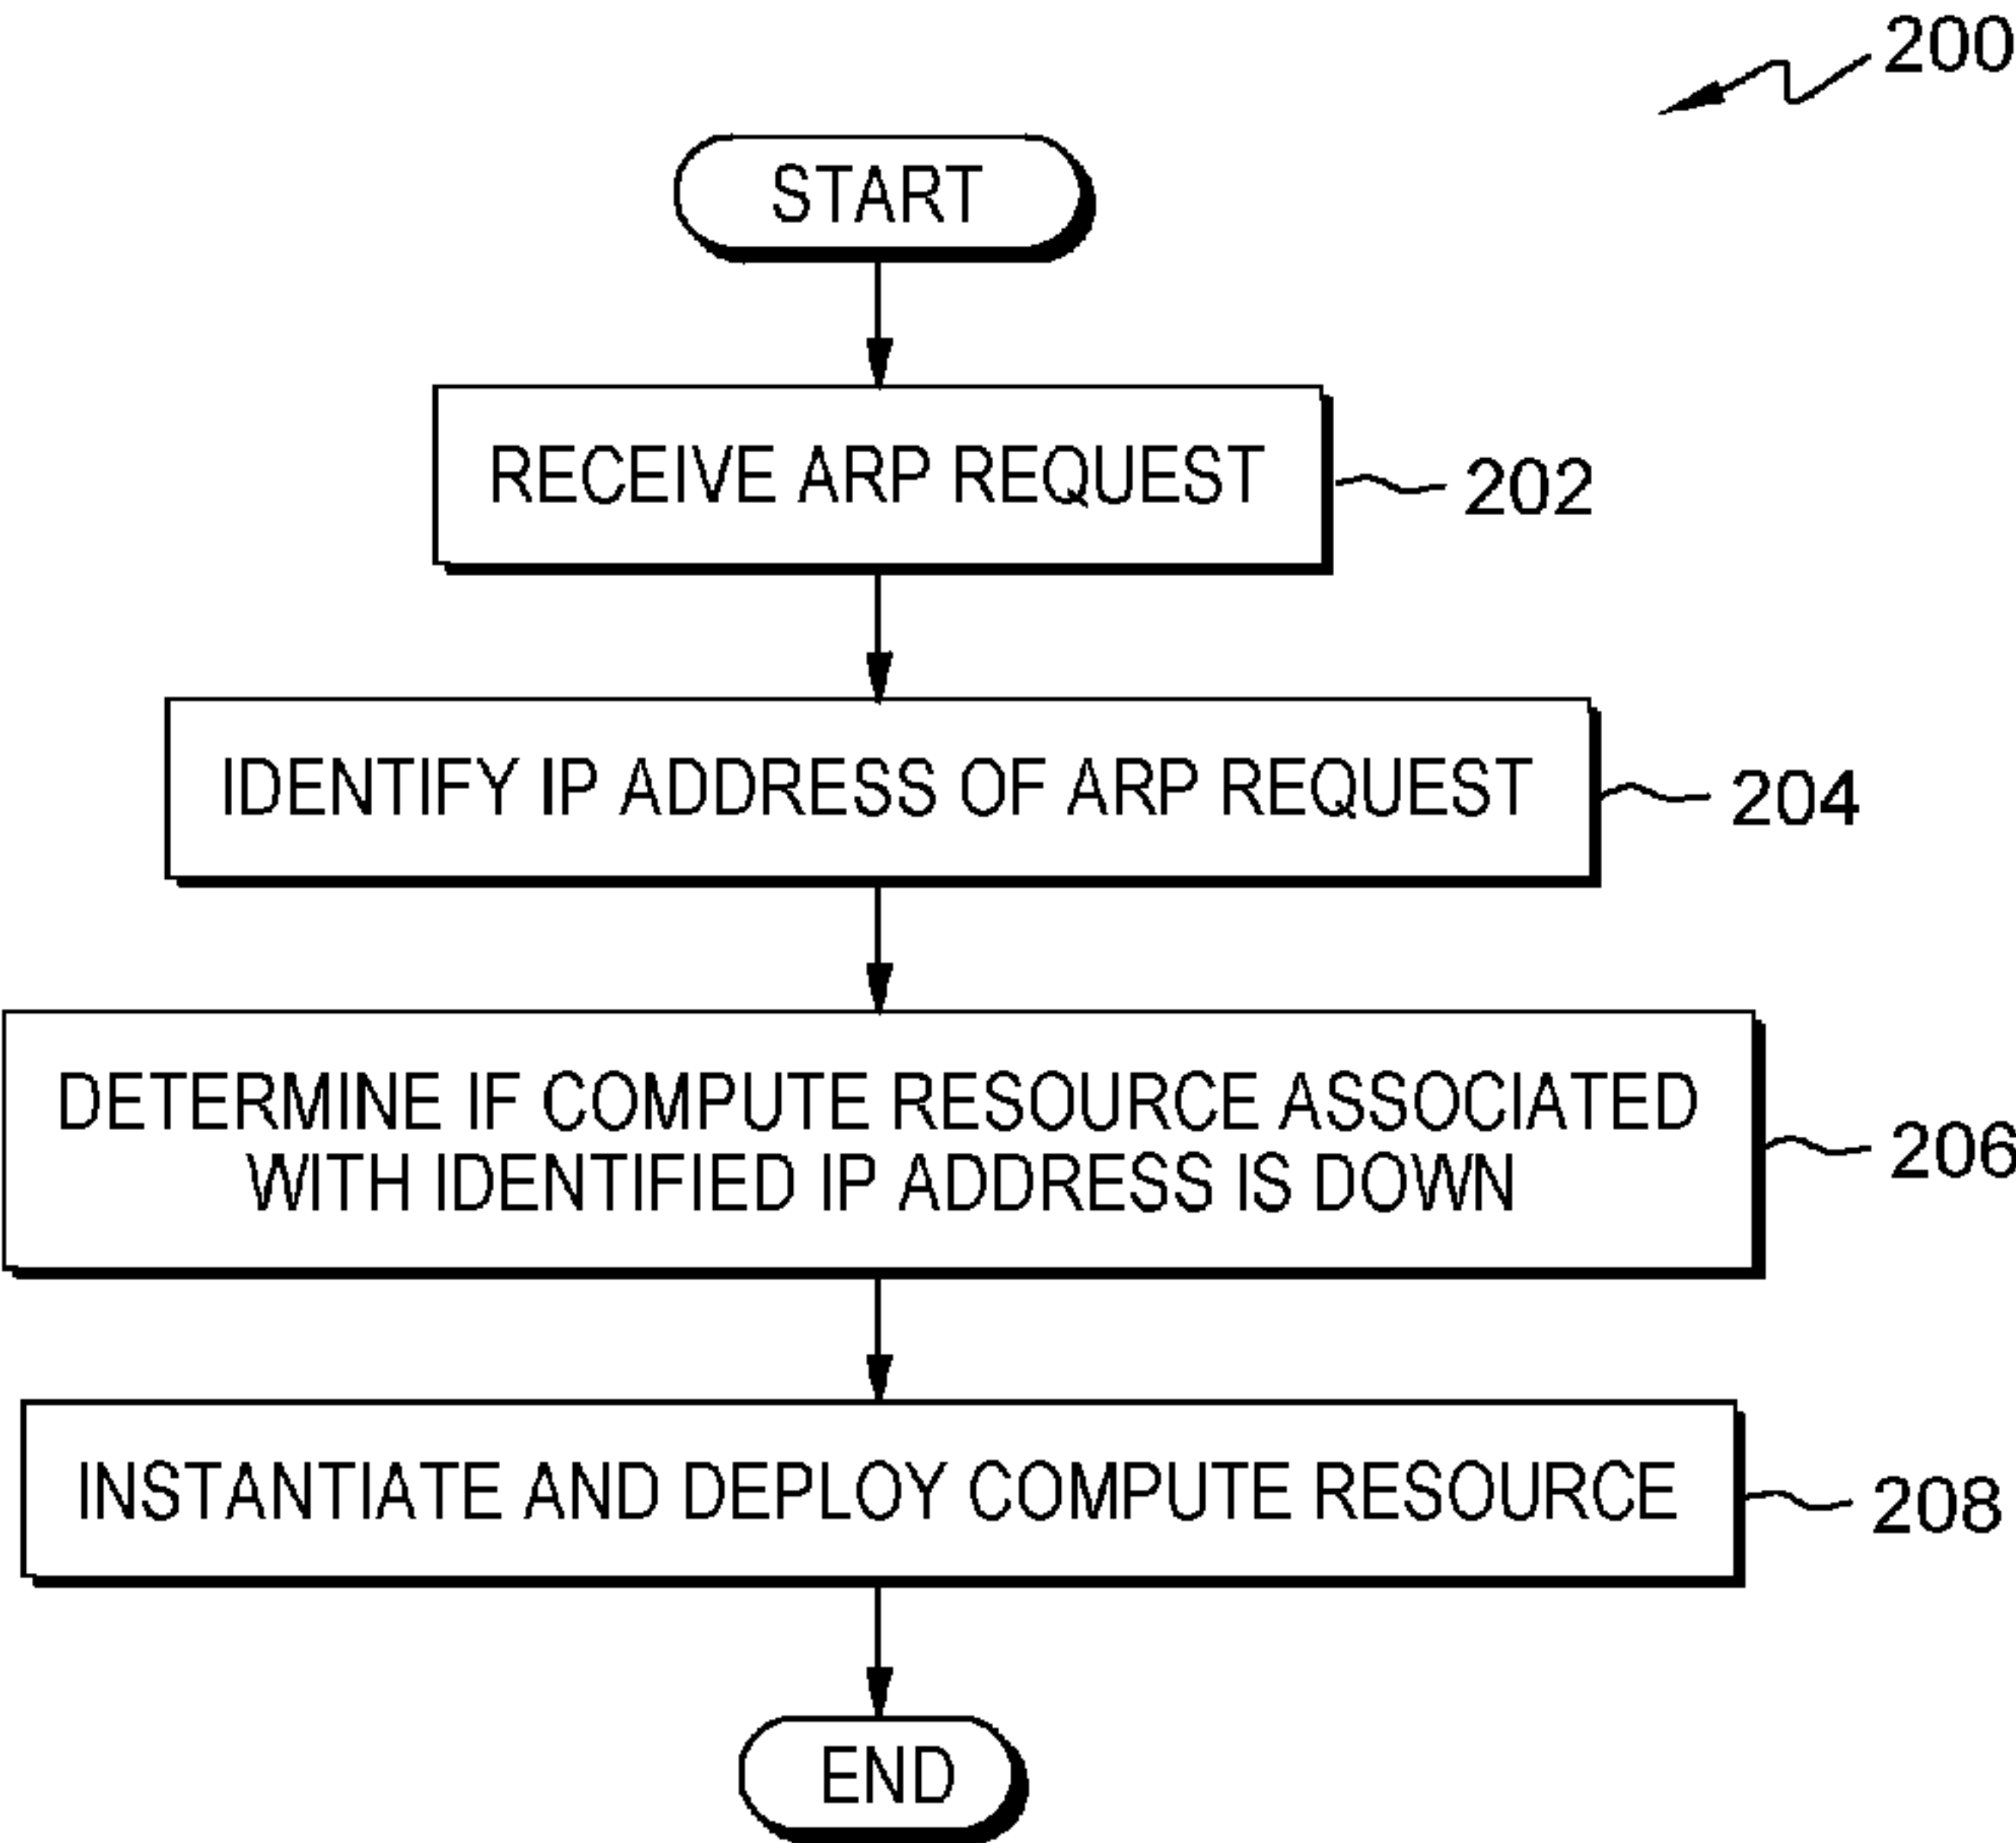 200
START
RECEIVE ARP REQUEST
202
IDENTIFY IP ADDRESS OF ARP REQUEST
204
DETERMINE IF COMPUTE RESOURCE ASSOCIATED
WITH IDENTIFIED IP ADDRESS IS DOWN
206
INSTANTIATE AND DEPLOY COMPUTE RESOURCE
208
END